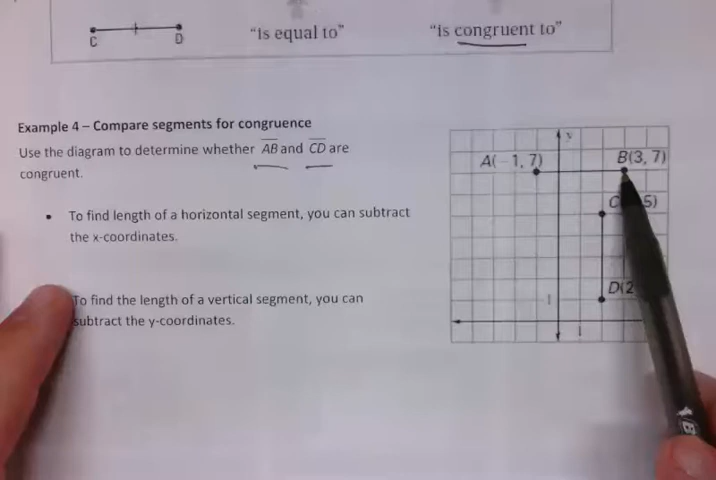 C D "is equal to" "is congruent to"
Example 4 – Compare segments for congruence
Use the diagram to determine whether AB and CD are
congruent.
• To find length of a horizontal segment, you can subtract
the x-coordinates.
To find the length of a vertical segment, you can
subtract the y-coordinates.
y
A(−1, 7) B(3, 7)
C 5)
D(2
1
1